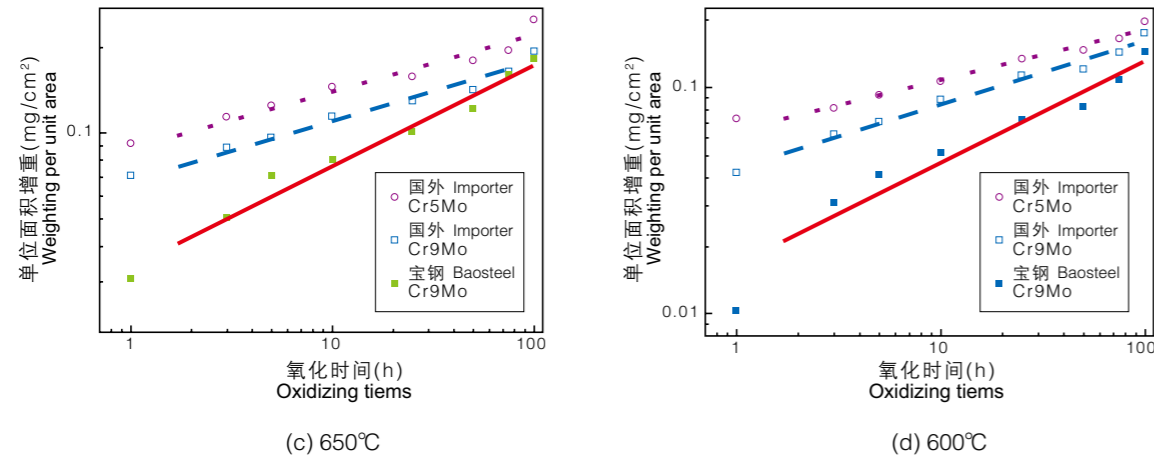 单位面积增重(mg/cm²)
Weighting per unit area
0.1
国外 Importer
Cr5Mo
国外 Importer
Cr9Mo
宝钢 Baosteel
Cr9Mo
1
10
100
氧化时间(h)
Oxidizing tiems
(c) 650℃
单位面积增重(mg/cm²)
Weighting per unit area
0.1
0.01
国外 Importer
Cr5Mo
国外 Importer
Cr9Mo
宝钢 Baosteel
Cr9Mo
1
10
100
氧化时间(h)
Oxidizing tiems
(d) 600℃